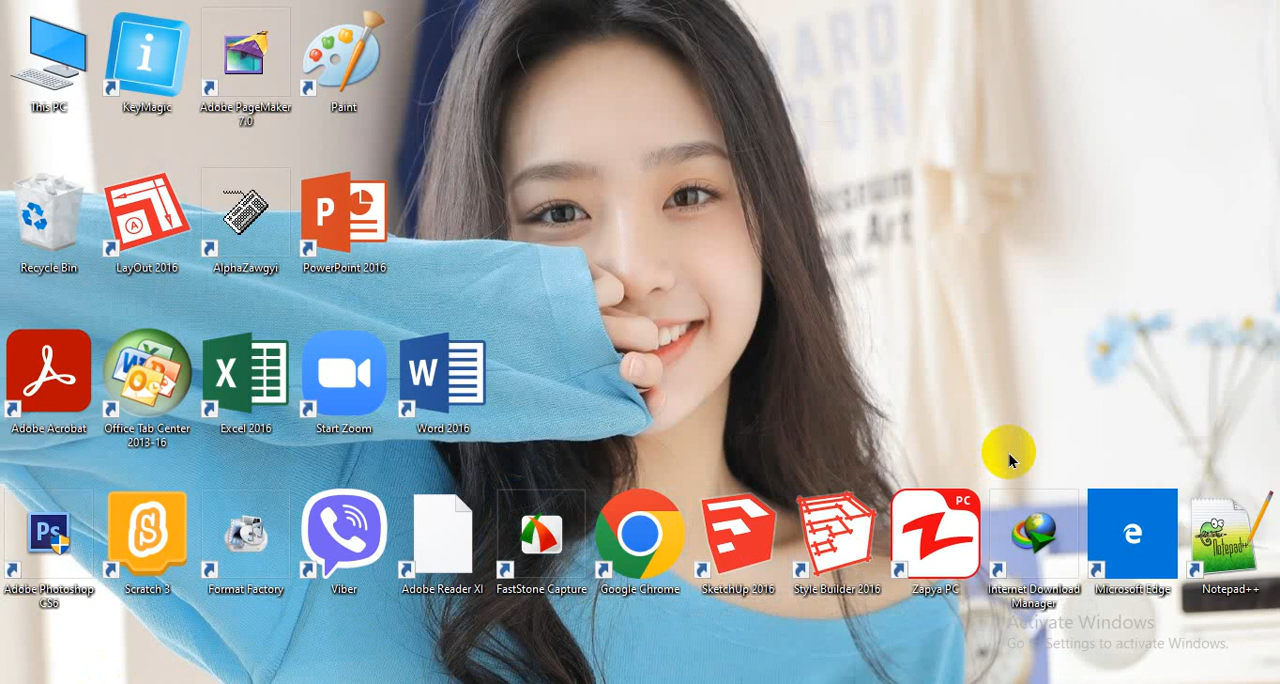 This PC
KeyMagic
Adobe PageMaker
7.0
Paint
Recycle Bin
LayOut 2016
AlphaZawgyi
PowerPoint 2016
Adobe Acrobat
Office Tab Center
2013-16
Excel 2016
Start Zoom
Word 2016
Adobe Photoshop
CS6
Scratch 3
Format Factory
Viber
Adobe Reader XI
FastStone Capture
Google Chrome
SketchUp 2016
Style Builder 2016
PC
Zapya PC
Internet Download
Manager
Microsoft Edge
Notepad++
Activate Windows
Go to Settings to activate Windows.